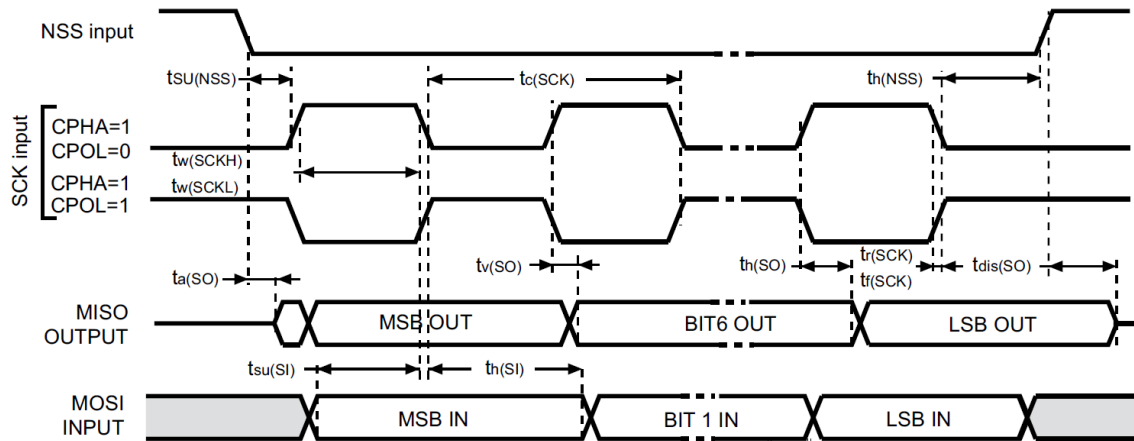 NSS input
tSU(NSS)
tc(SCK)
th(NSS)
SCK input
CPHA=1
CPOL=0
tw(SCKH)
CPHA=1
tw(SCKL)
CPOL=1
ta(SO)
tv(SO)
th(SO)
tr(SCK)
tf(SCK)
tdis(SO)
MISO
OUTPUT
MSB OUT
BIT6 OUT
LSB OUT
tsu(SI)
th(SI)
MOSI
INPUT
MSB IN
BIT 1 IN
LSB IN